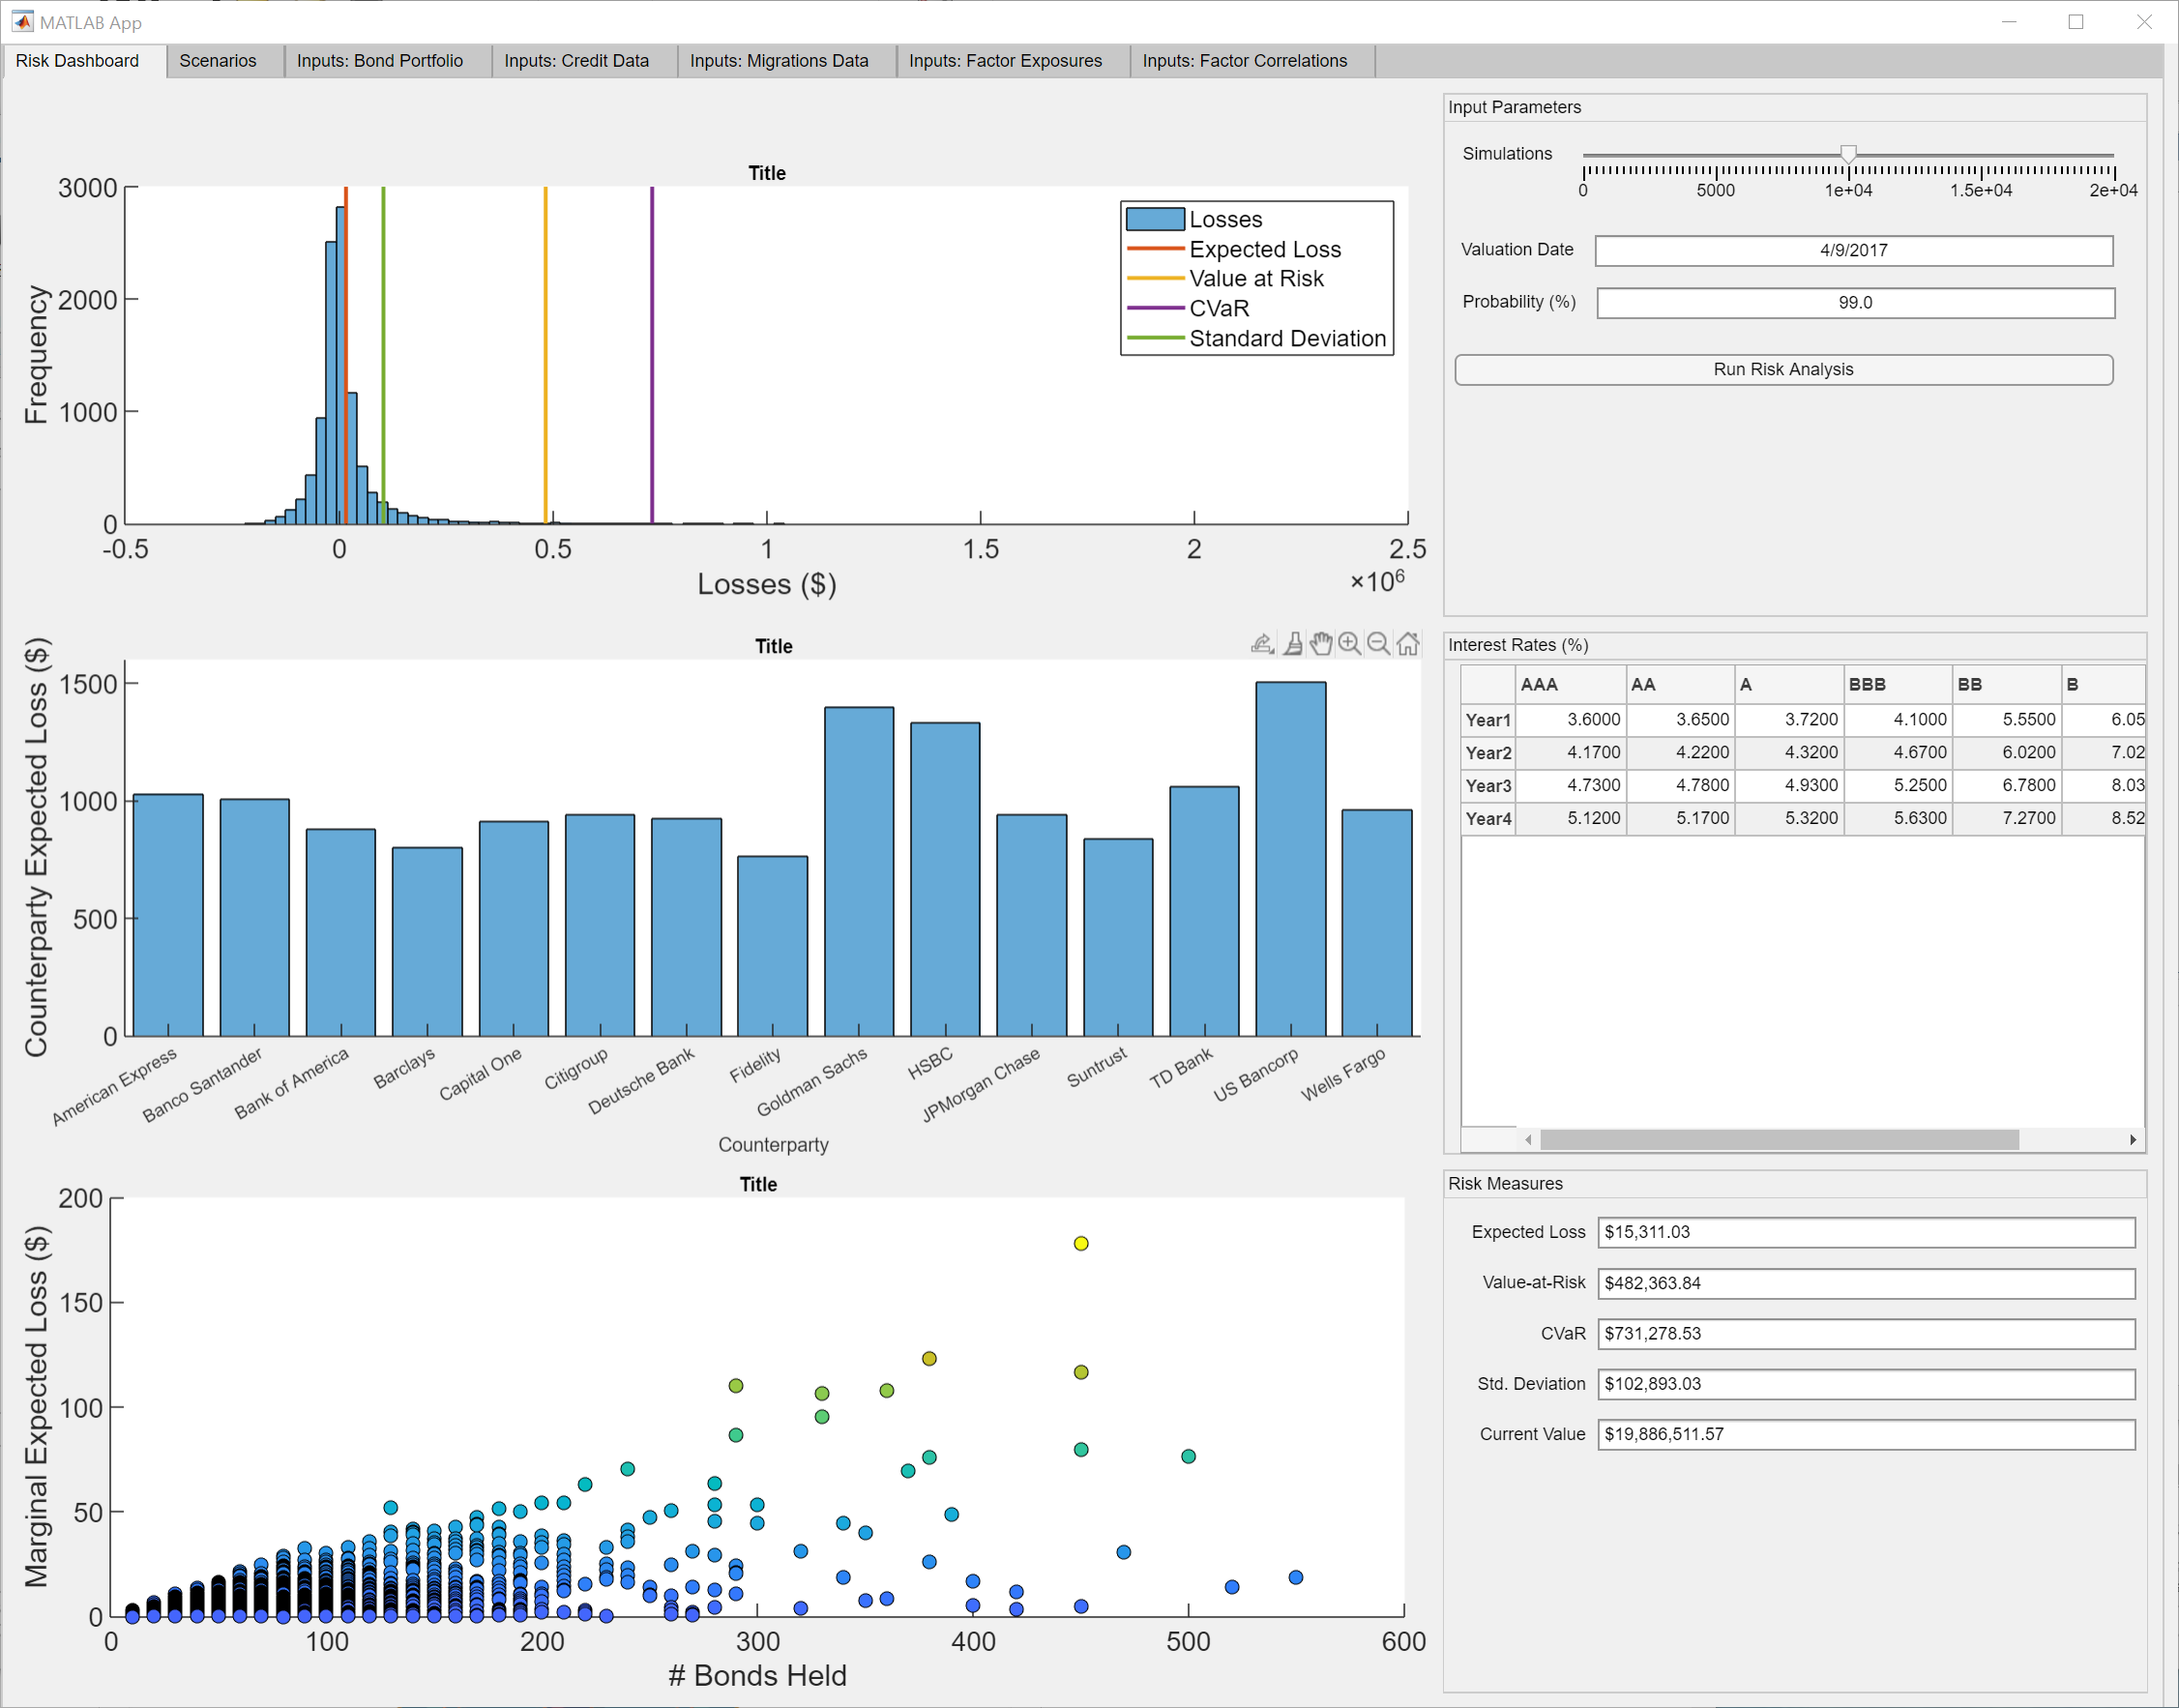 MATLAB App
Risk Dashboard Scenarios Inputs: Bond Portfolio Inputs: Credit Data Inputs: Migrations Data Inputs: Factor Exposures Inputs: Factor Correlations
Title
Frequency
3000
2000
1000
0
-0.5 0 0.5 1 1.5 2 2.5
Losses ($)
×10⁶
Losses
Expected Loss
Value at Risk
CVaR
Standard Deviation
Title
Counterparty Expected Loss ($)
1500
1000
500
0
American Express
Banco Santander
Bank of America
Barclays
Capital One
Citigroup
Deutsche Bank
Fidelity
Goldman Sachs
HSBC
JPMorgan Chase
Suntrust
TD Bank
US Bancorp
Wells Fargo
Counterparty
Title
Marginal Expected Loss ($)
200
150
100
50
0
0 100 200 300 400 500 600
# Bonds Held
Input Parameters
Simulations
0 5000 1e+04 1.5e+04 2e+04
Valuation Date 4/9/2017
Probability (%) 99.0
Run Risk Analysis
Interest Rates (%)
AAA AA A BBB BB B
Year1 3.6000 3.6500 3.7200 4.1000 5.5500 6.05
Year2 4.1700 4.2200 4.3200 4.6700 6.0200 7.02
Year3 4.7300 4.7800 4.9300 5.2500 6.7800 8.03
Year4 5.1200 5.1700 5.3200 5.6300 7.2700 8.52
Risk Measures
Expected Loss $15,311.03
Value-at-Risk $482,363.84
CVaR $731,278.53
Std. Deviation $102,893.03
Current Value $19,886,511.57